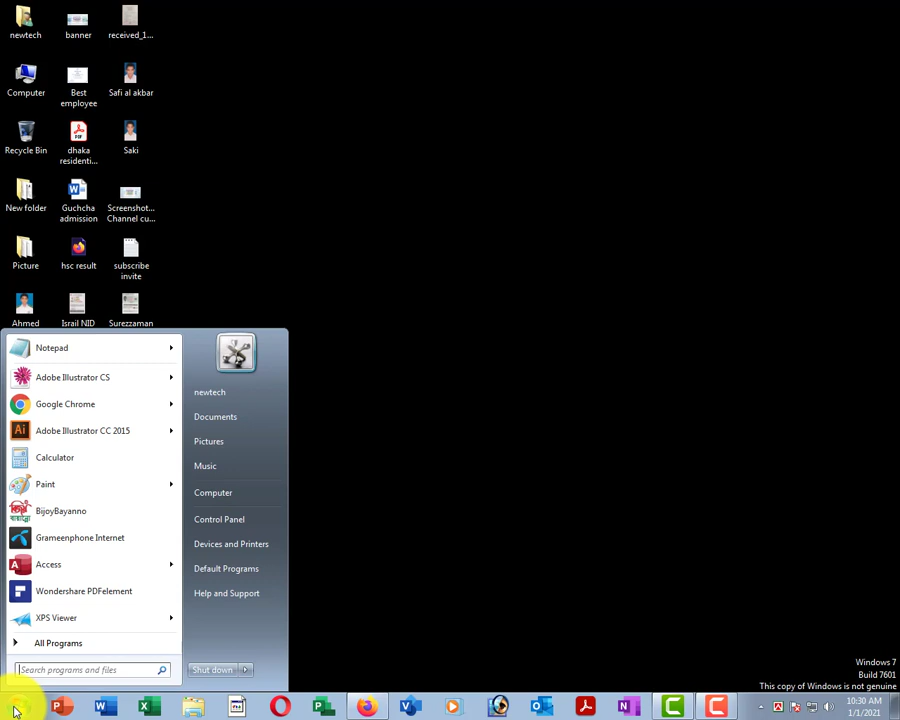 newtech
banner
received_1...
Computer
Best
employee
Safi al akbar
Recycle Bin
PDF
dhaka
residenti...
Saki
New folder
Guchcha
admission
Screenshot...
Channel cu...
Picture
hsc result
subscribe
invite
Ahmed
Israil NID
Surezzaman
Notepad
Adobe Illustrator CS
Google Chrome
Ai
Adobe Illustrator CC 2015
Calculator
Paint
BijoyBayanno
Grameenphone Internet
Access
Wondershare PDFelement
XPS Viewer
All Programs
Search programs and files
newtech
Documents
Pictures
Music
Computer
Control Panel
Devices and Printers
Default Programs
Help and Support
Shut down
Windows 7
Build 7601
This copy of Windows is not genuine
10:30 AM
1/1/2021